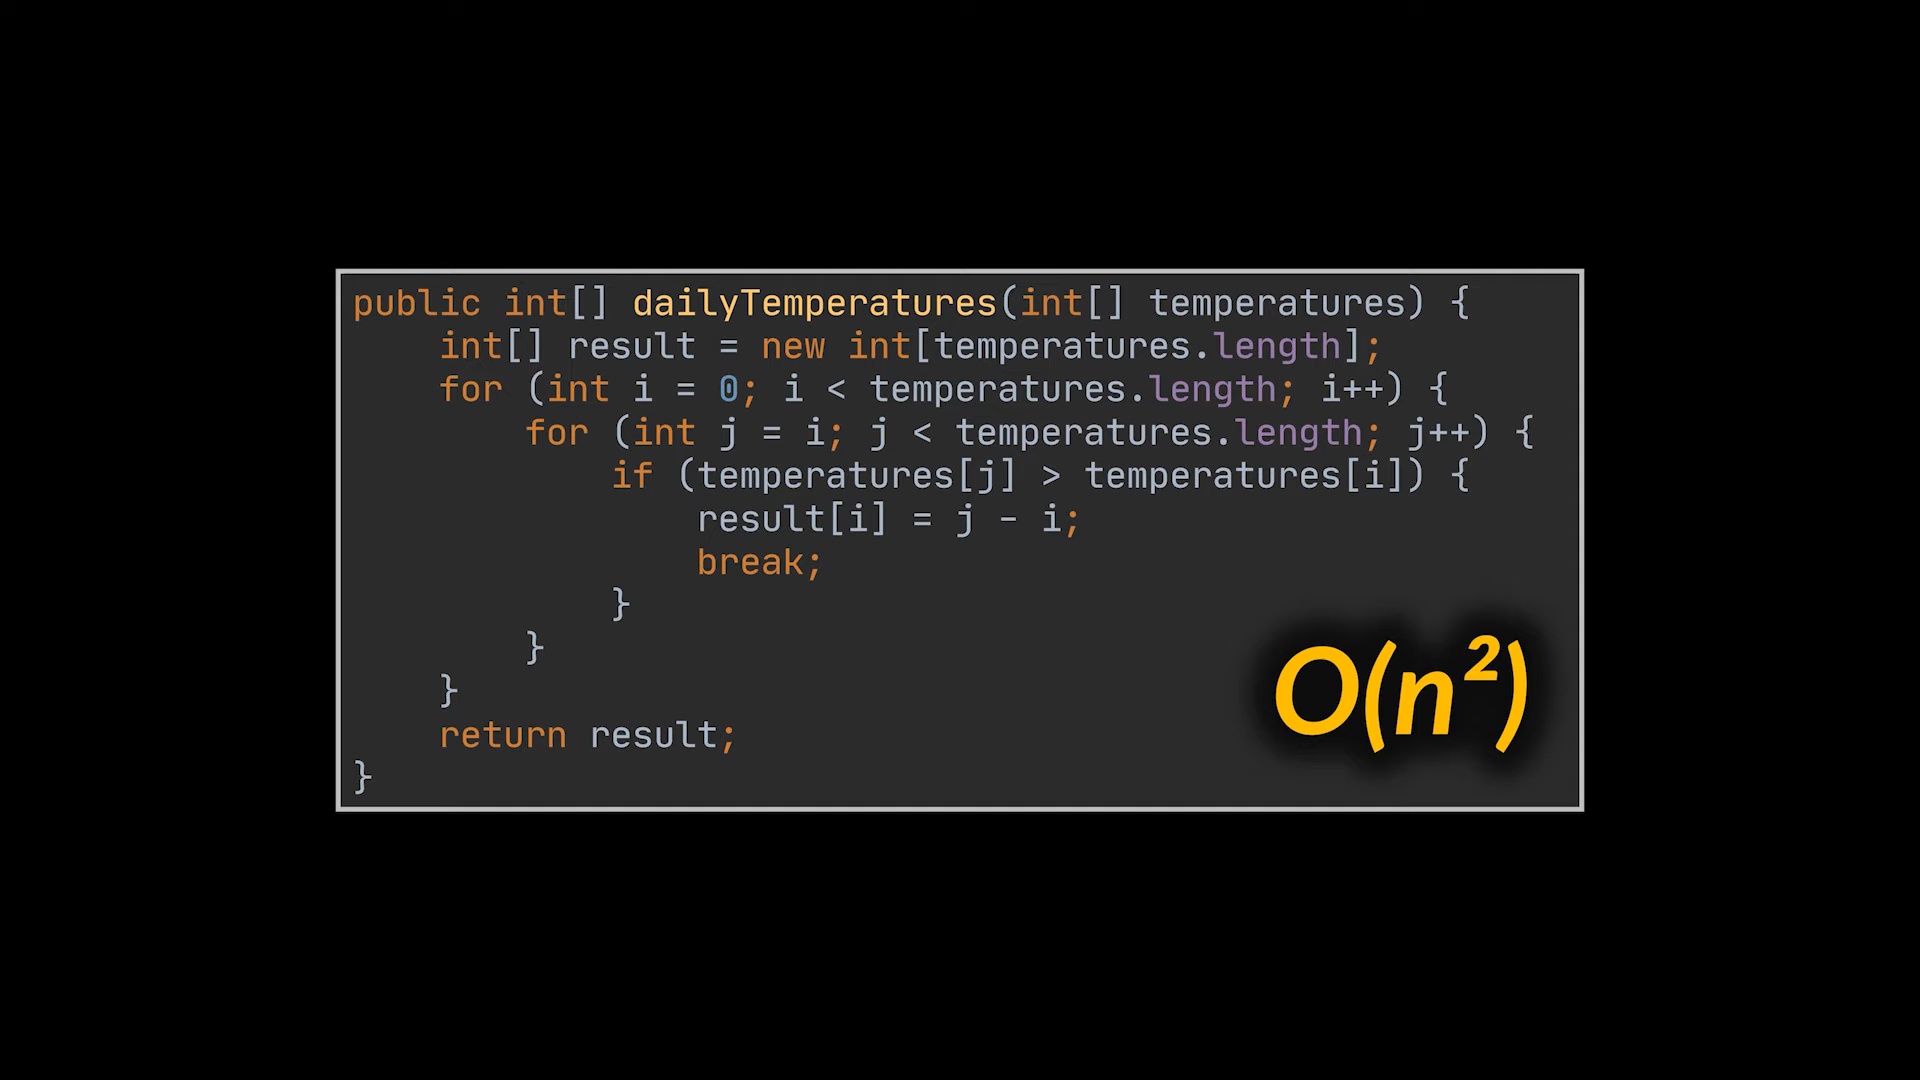 public int[] dailyTemperatures(int[] temperatures) {
    int[] result = new int[temperatures.length];
    for (int i = 0; i < temperatures.length; i++) {
        for (int j = i; j < temperatures.length; j++) {
            if (temperatures[j] > temperatures[i]) {
                result[i] = j - i;
                break;
            }
        }
    }
    return result;
}
O(n²)